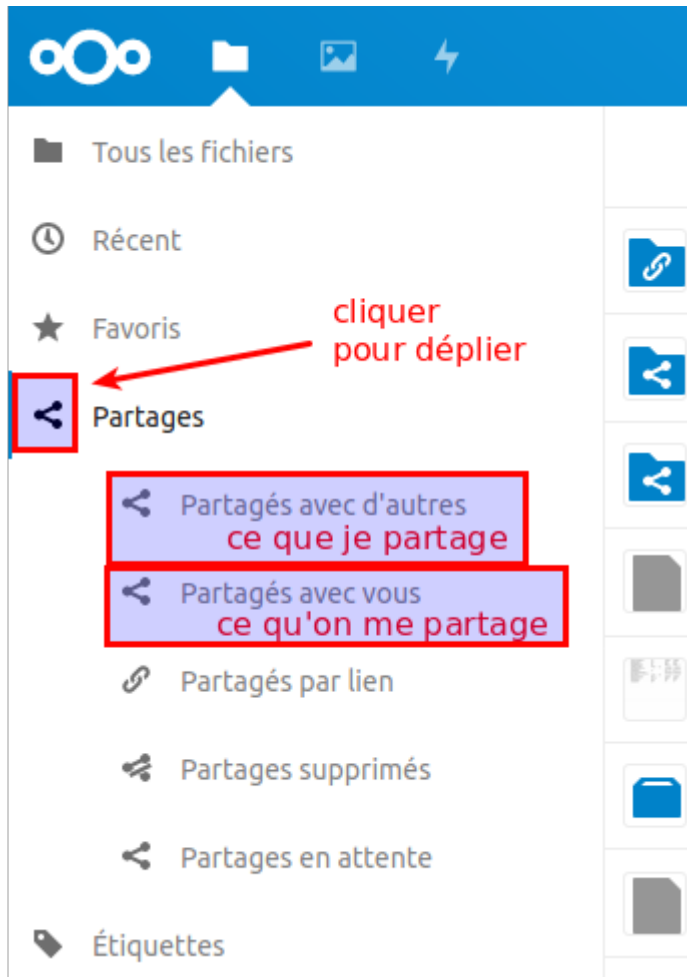 Tous les fichiers
Récent
cliquer
pour déplier
Favoris
Partages
Partagés avec d'autres
ce que je partage
Partagés avec vous
ce qu'on me partage
Partagés par lien
Partages supprimés
Partages en attente
Étiquettes